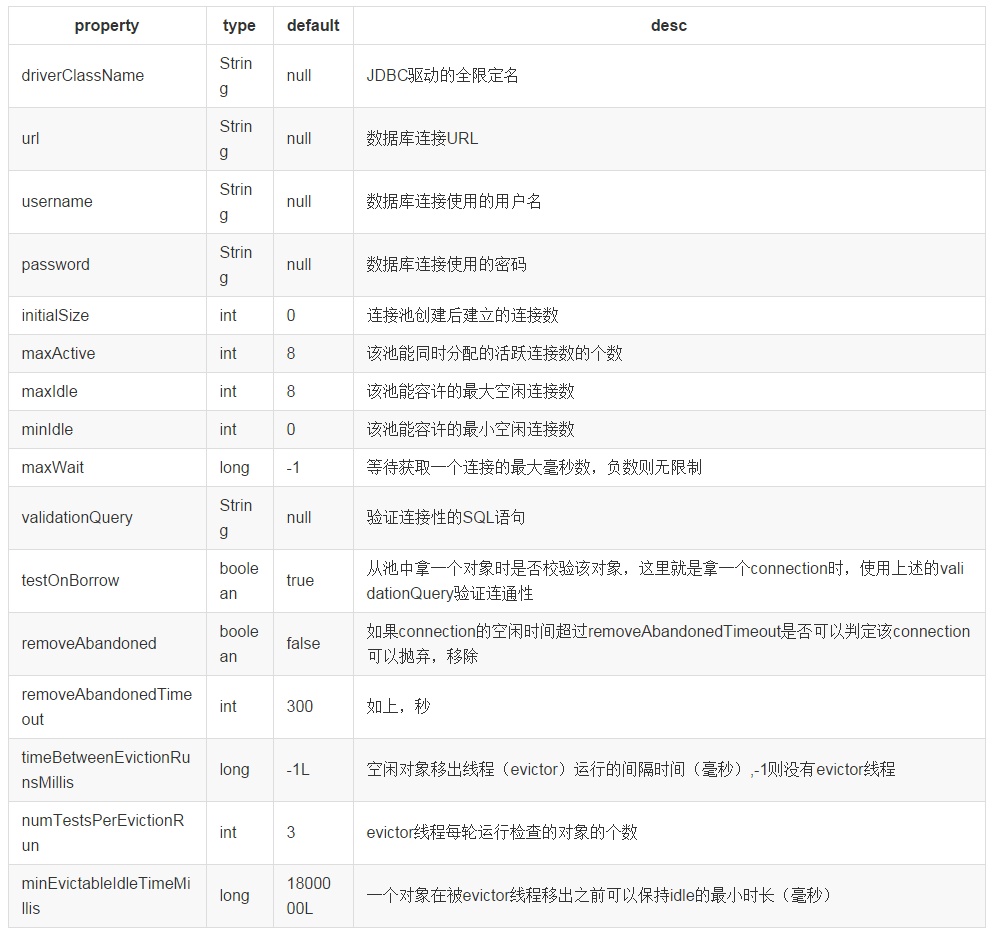 property type default desc
driverClassName String null JDBC驱动的全限定名
url String null 数据库连接URL
username String null 数据库连接使用的用户名
password String null 数据库连接使用的密码
initialSize int 0 连接池创建后建立的连接数
maxActive int 8 该池能同时分配的活跃连接数的个数
maxIdle int 8 该池能容许的最大空闲连接数
minIdle int 0 该池能容许的最小空闲连接数
maxWait long -1 等待获取一个连接的最大毫秒数，负数则无限制
validationQuery String null 验证连接性的SQL语句
testOnBorrow boolean true 从池中拿一个对象时是否校验该对象，这里就是拿一个connection时，使用上述的validationQuery验证连通性
removeAbandoned boolean false 如果connection的空闲时间超过removeAbandonedTimeout是否可以判定该connection可以抛弃，移除
removeAbandonedTimeout int 300 如上，秒
timeBetweenEvictionRunsMillis long -1L 空闲对象移出线程（evictor）运行的间隔时间（毫秒）,-1则没有evictor线程
numTestsPerEvictionRun int 3 evictor线程每轮运行检查的对象的个数
minEvictableIdleTimeMillis long 1800000L 一个对象在被evictor线程移出之前可以保持idle的最小时长（毫秒）